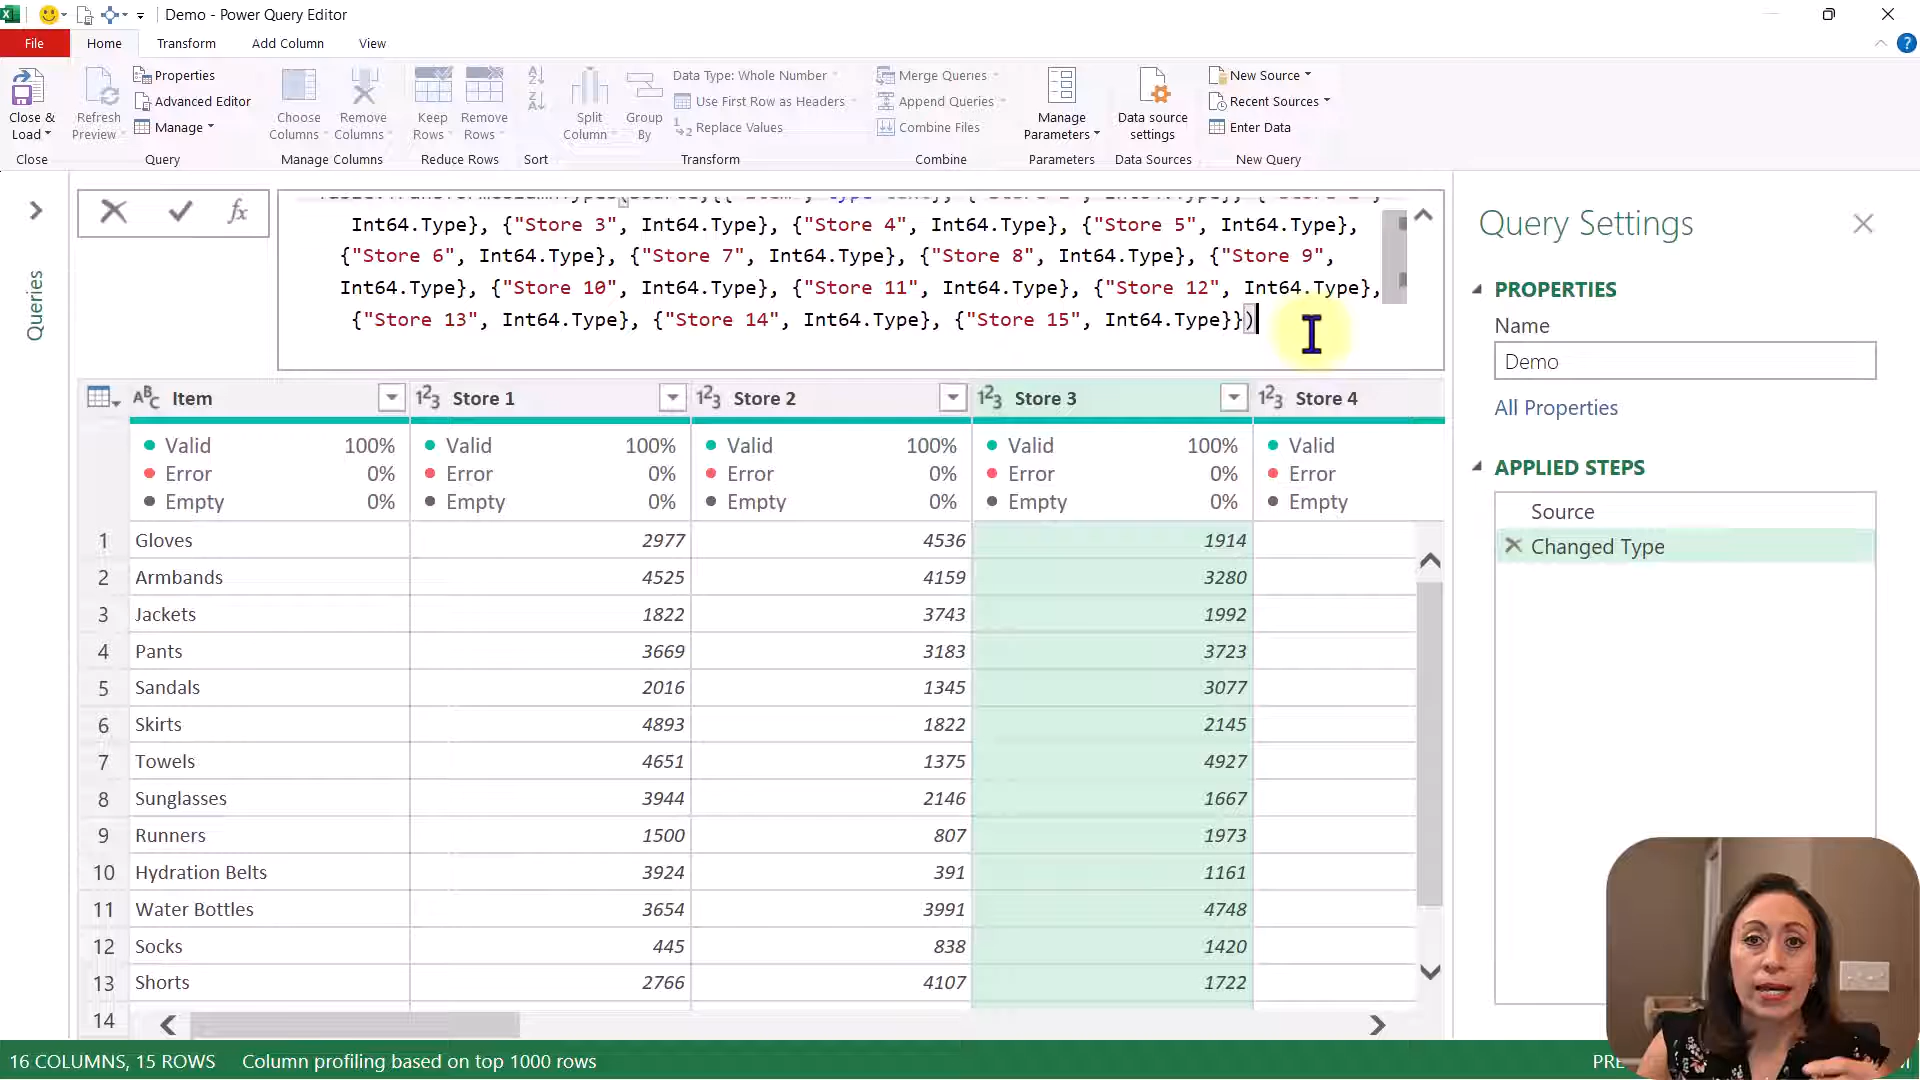 Demo - Power Query Editor
File
Home
Transform
Add Column
View
Close & Load
Refresh Preview
Properties
Advanced Editor
Manage
Choose Columns
Remove Columns
Keep Rows
Remove Rows
Split Column
Group By
Data Type: Whole Number
Use First Row as Headers
Replace Values
Merge Queries
Append Queries
Combine Files
Manage Parameters
Data source settings
New Source
Recent Sources
Enter Data
Close
Query
Manage Columns
Reduce Rows
Sort
Transform
Combine
Parameters
Data Sources
New Query
Queries
fx
Int64.Type}, {"Store 3", Int64.Type}, {"Store 4", Int64.Type}, {"Store 5", Int64.Type},
{"Store 6", Int64.Type}, {"Store 7", Int64.Type}, {"Store 8", Int64.Type}, {"Store 9",
Int64.Type}, {"Store 10", Int64.Type}, {"Store 11", Int64.Type}, {"Store 12", Int64.Type},
{"Store 13", Int64.Type}, {"Store 14", Int64.Type}, {"Store 15", Int64.Type}})
ABC Item 123 Store 1 123 Store 2 123 Store 3 123 Store 4
Valid 100% Valid 100% Valid 100% Valid 100% Valid
Error 0% Error 0% Error 0% Error 0% Error
Empty 0% Empty 0% Empty 0% Empty 0% Empty
1 Gloves 2977 4536 1914
2 Armbands 4525 4159 3280
3 Jackets 1822 3743 1992
4 Pants 3669 3183 3723
5 Sandals 2016 1345 3077
6 Skirts 4893 1822 2145
7 Towels 4651 1375 4927
8 Sunglasses 3944 2146 1667
9 Runners 1500 807 1973
10 Hydration Belts 3924 391 1161
11 Water Bottles 3654 3991 4748
12 Socks 445 838 1420
13 Shorts 2766 4107 1722
14
Query Settings
PROPERTIES
Name
Demo
All Properties
APPLIED STEPS
Source
Changed Type
16 COLUMNS, 15 ROWS
Column profiling based on top 1000 rows